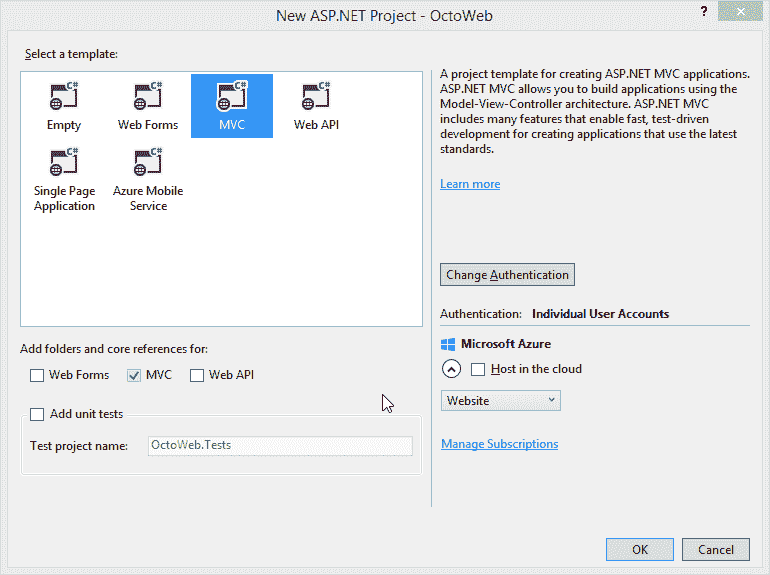 New ASP.NET Project - OctoWeb
?
Select a template:
C#
C#
C#
C#
Empty
Web Forms
MVC
Web API
C#
C#
Single Page
Application
Azure Mobile
Service
A project template for creating ASP.NET MVC applications.
ASP.NET MVC allows you to build applications using the
Model-View-Controller architecture. ASP.NET MVC
includes many features that enable fast, test-driven
development for creating applications that use the latest
standards.
Learn more
Change Authentication
Authentication: Individual User Accounts
Microsoft Azure
Host in the cloud
Website
Manage Subscriptions
Add folders and core references for:
Web Forms
MVC
Web API
Add unit tests
Test project name:
OctoWeb.Tests
OK
Cancel